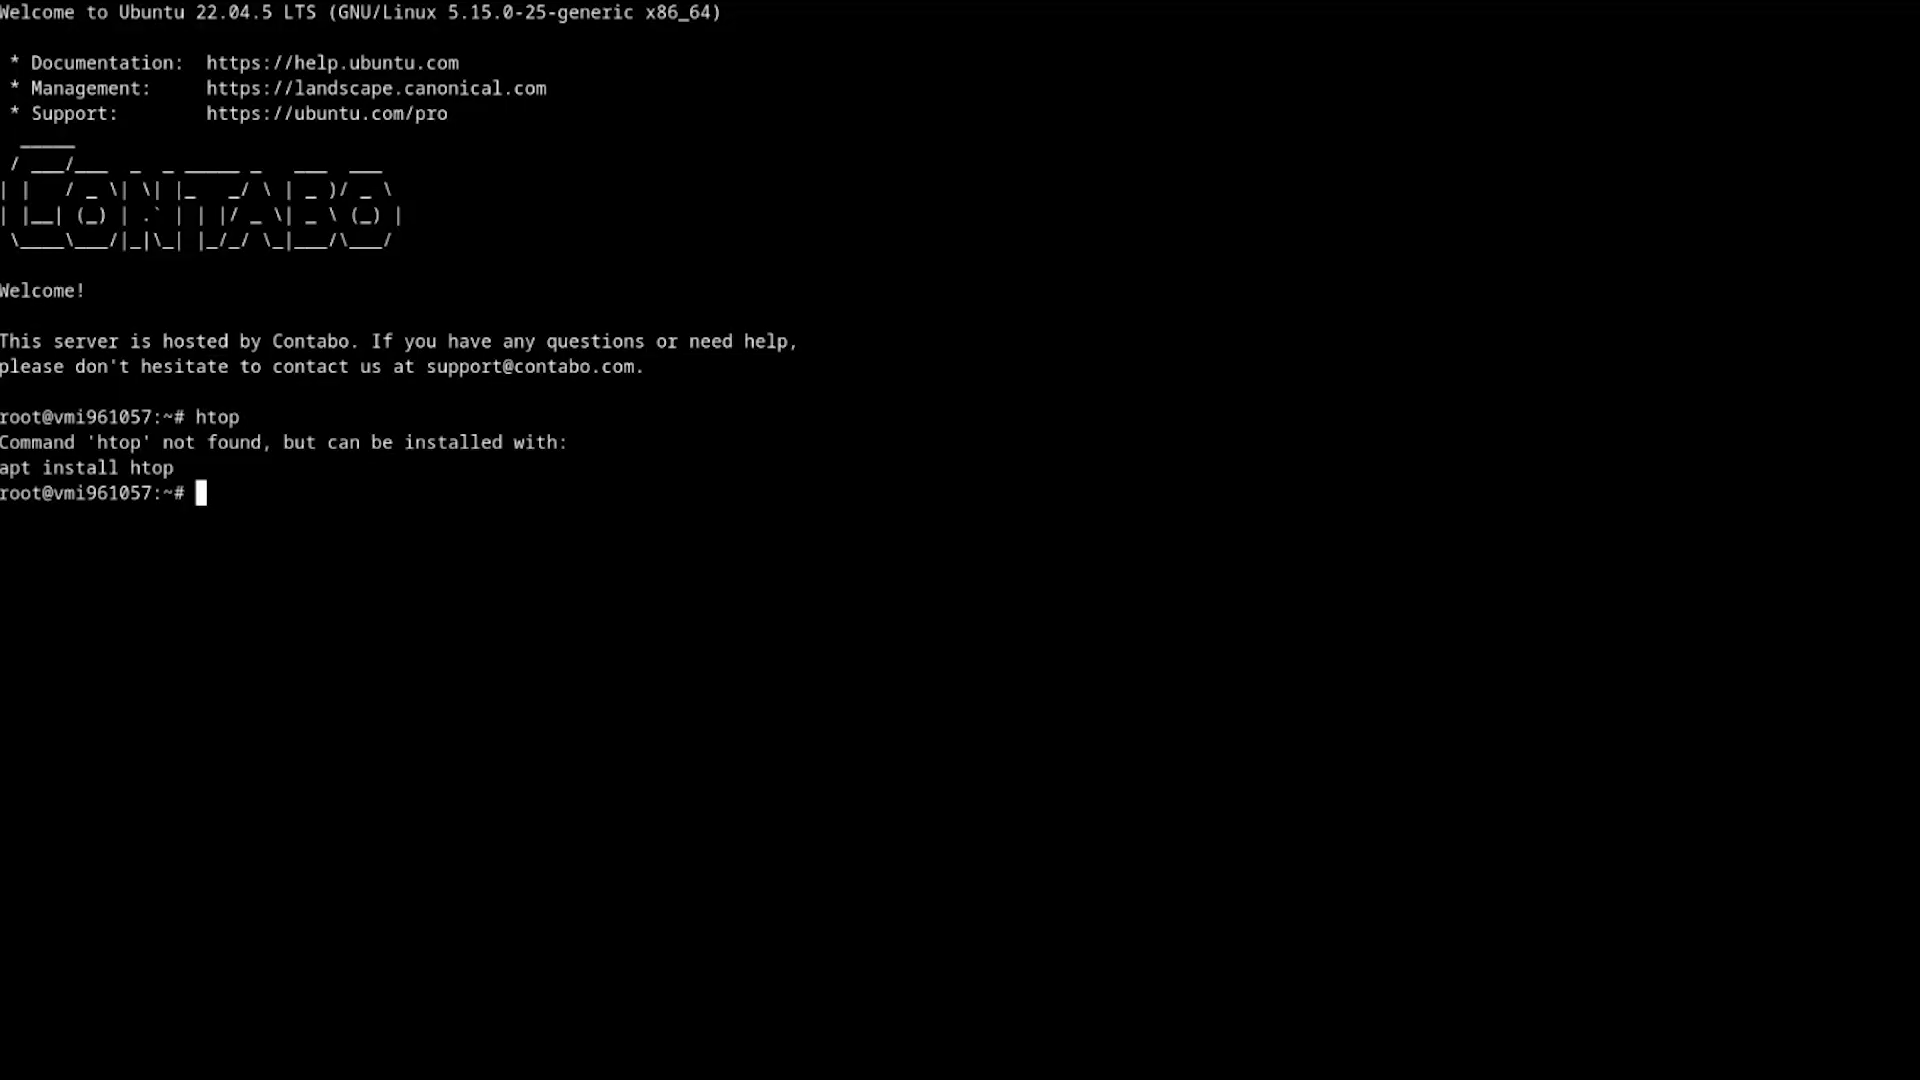 Welcome to Ubuntu 22.04.5 LTS (GNU/Linux 5.15.0-25-generic x86_64)
* Documentation:  https://help.ubuntu.com
* Management:     https://landscape.canonical.com
* Support:        https://ubuntu.com/pro
CONTABO
Welcome!
This server is hosted by Contabo. If you have any questions or need help,
please don't hesitate to contact us at support@contabo.com.
root@vmi961057:~# htop
Command 'htop' not found, but can be installed with:
apt install htop
root@vmi961057:~#